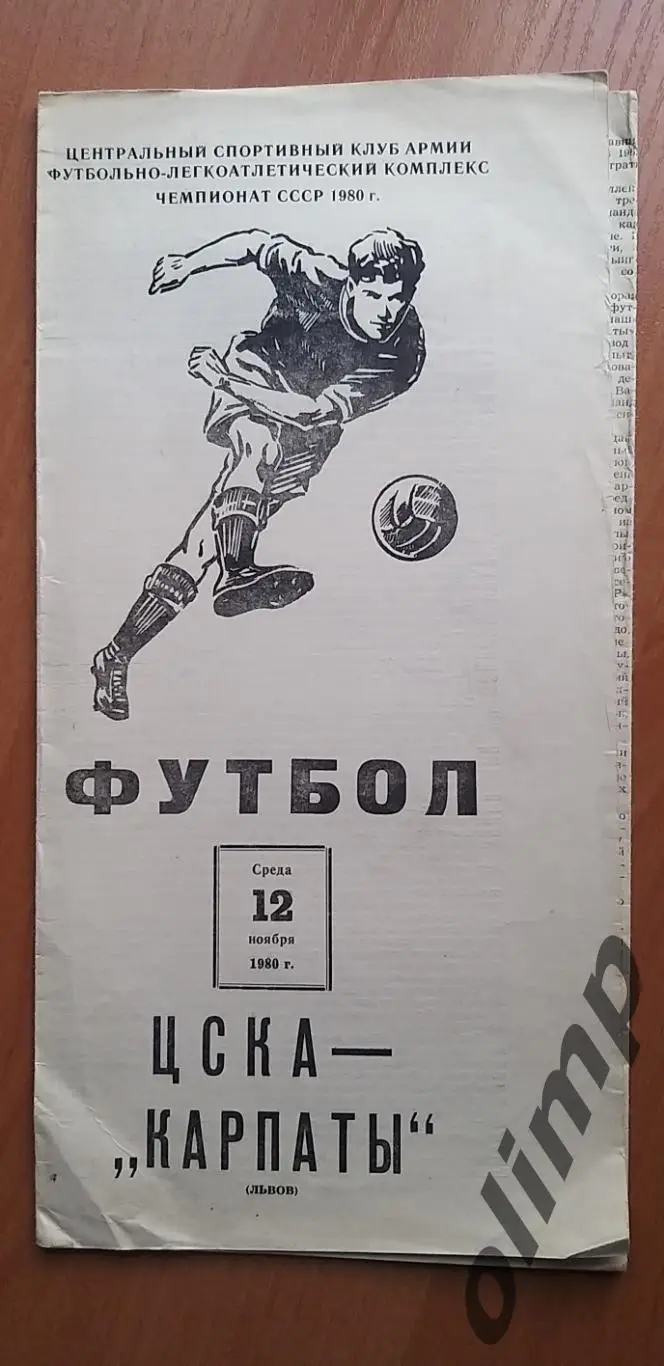 ЦЕНТРАЛЬНЫЙ СПОРТИВНЫЙ КЛУБ АРМИИ
ФУТБОЛЬНО-ЛЕГКОАТЛЕТИЧЕСКИЙ КОМПЛЕКС
ЧЕМПИОНАТ СССР 1980 г.
ФУТБОЛ
Среда
12
ноября
1980 г.
ЦСКА—
„КАРПАТЫ“
(ЛЬВОВ)
olimp